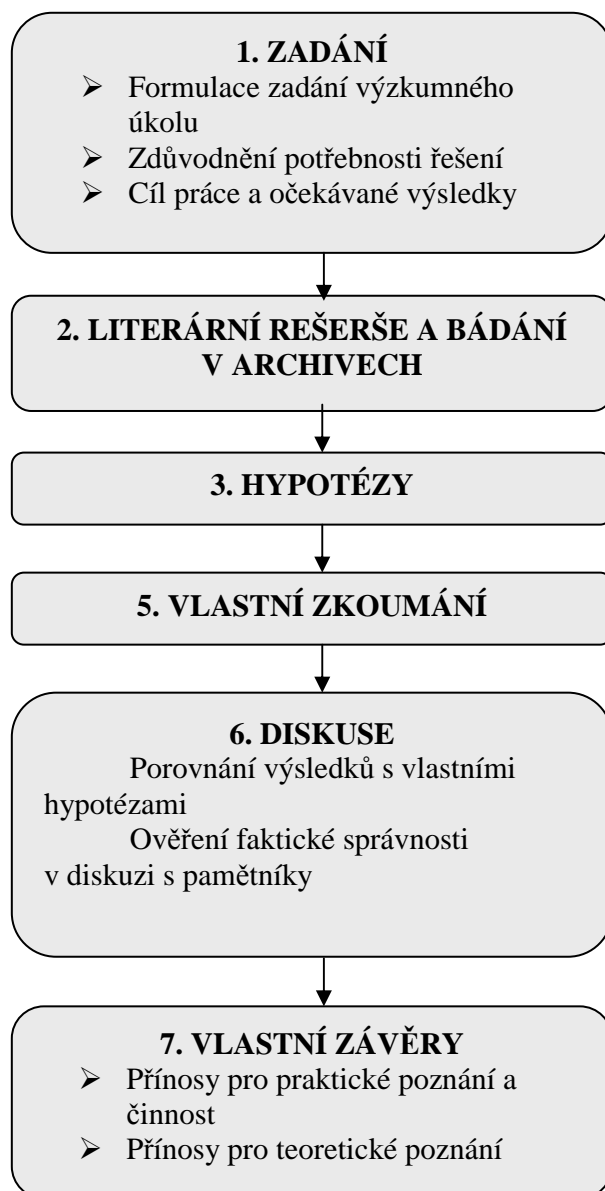 1. ZADÁNÍ
➢ Formulace zadání výzkumného
úkolu
➢ Zdůvodnění potřebnosti řešení
➢ Cíl práce a očekávané výsledky
2. LITERÁRNÍ REŠERŠE A BÁDÁNÍ
V ARCHIVECH
3. HYPOTÉZY
5. VLASTNÍ ZKOUMÁNÍ
6. DISKUSE
Porovnání výsledků s vlastními
hypotézami
Ověření faktické správnosti
v diskuzi s pamětníky
7. VLASTNÍ ZÁVĚRY
➢ Přínosy pro praktické poznání a
činnost
➢ Přínosy pro teoretické poznání